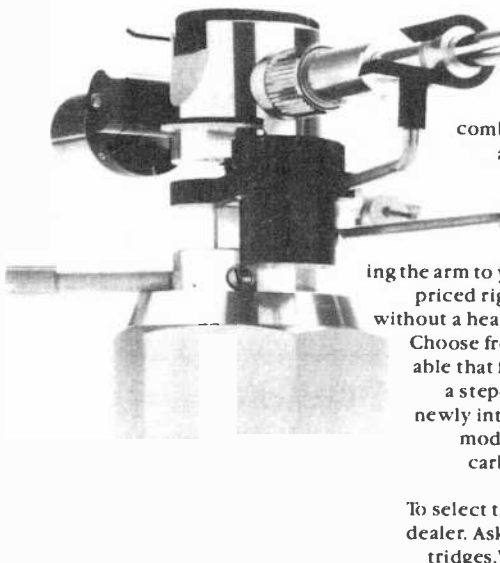 comb
a
ing the arm to y
priced rig
without a hea
Choose fr
able that f
a step
newly int
mod
carb
To select t
dealer. Ask
tridges.